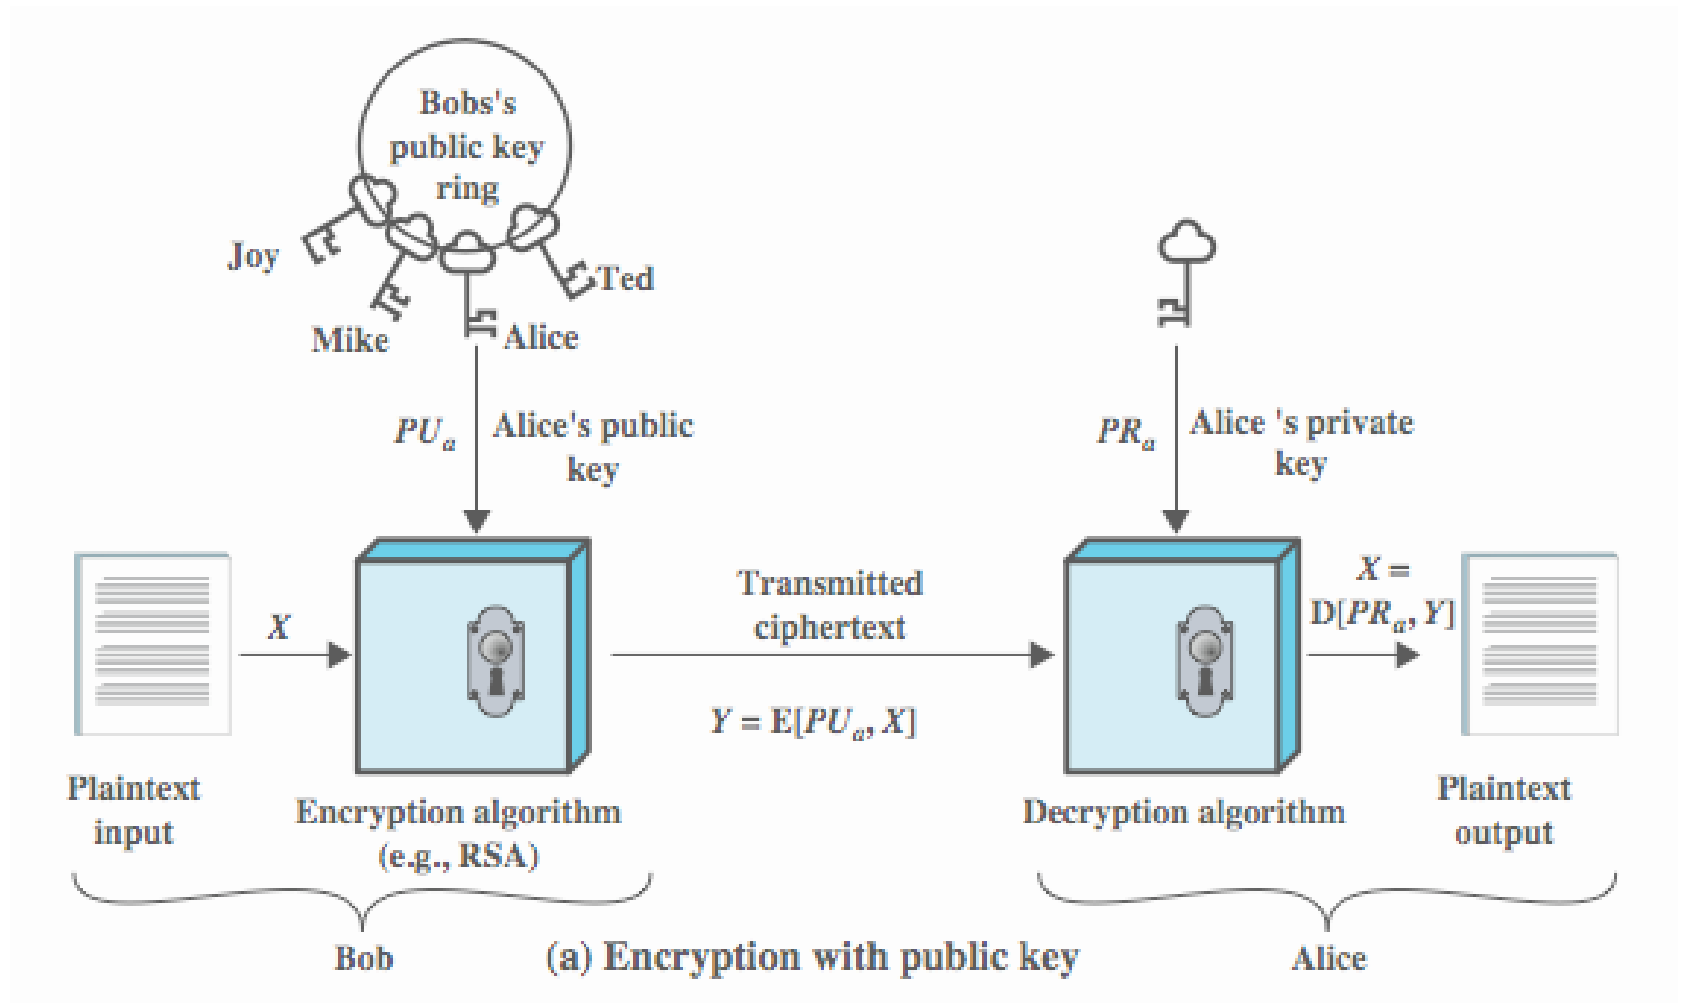 Bobs's
public key
ring
Joy
Ted
Mike
Alice
PUa
Alice's public
key
PRa
Alice 's private
key
X
Transmitted
ciphertext
Y = E[PUa, X]
X =
D[PRa, Y]
Plaintext
input
Encryption algorithm
(e.g., RSA)
Decryption algorithm
Plaintext
output
Bob
(a) Encryption with public key
Alice